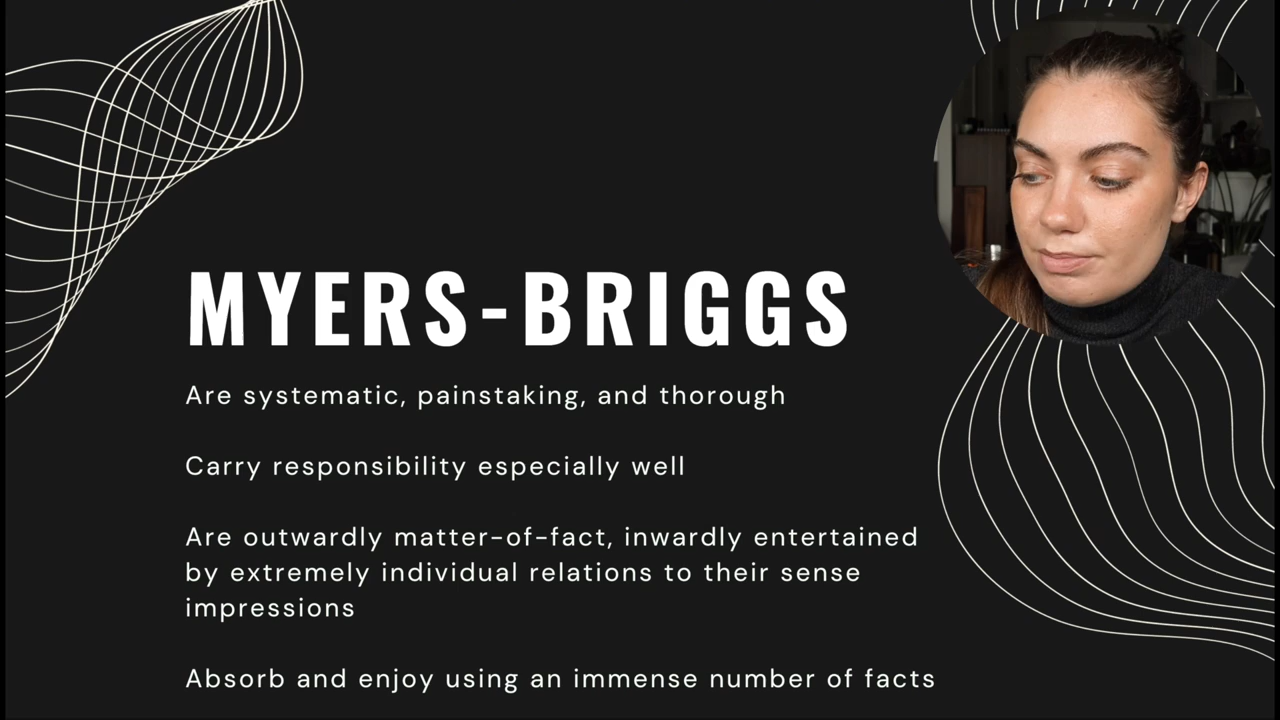 MYERS-BRIGGS
Are systematic, painstaking, and thorough
Carry responsibility especially well
Are outwardly matter-of-fact, inwardly entertained
by extremely individual relations to their sense
impressions
Absorb and enjoy using an immense number of facts